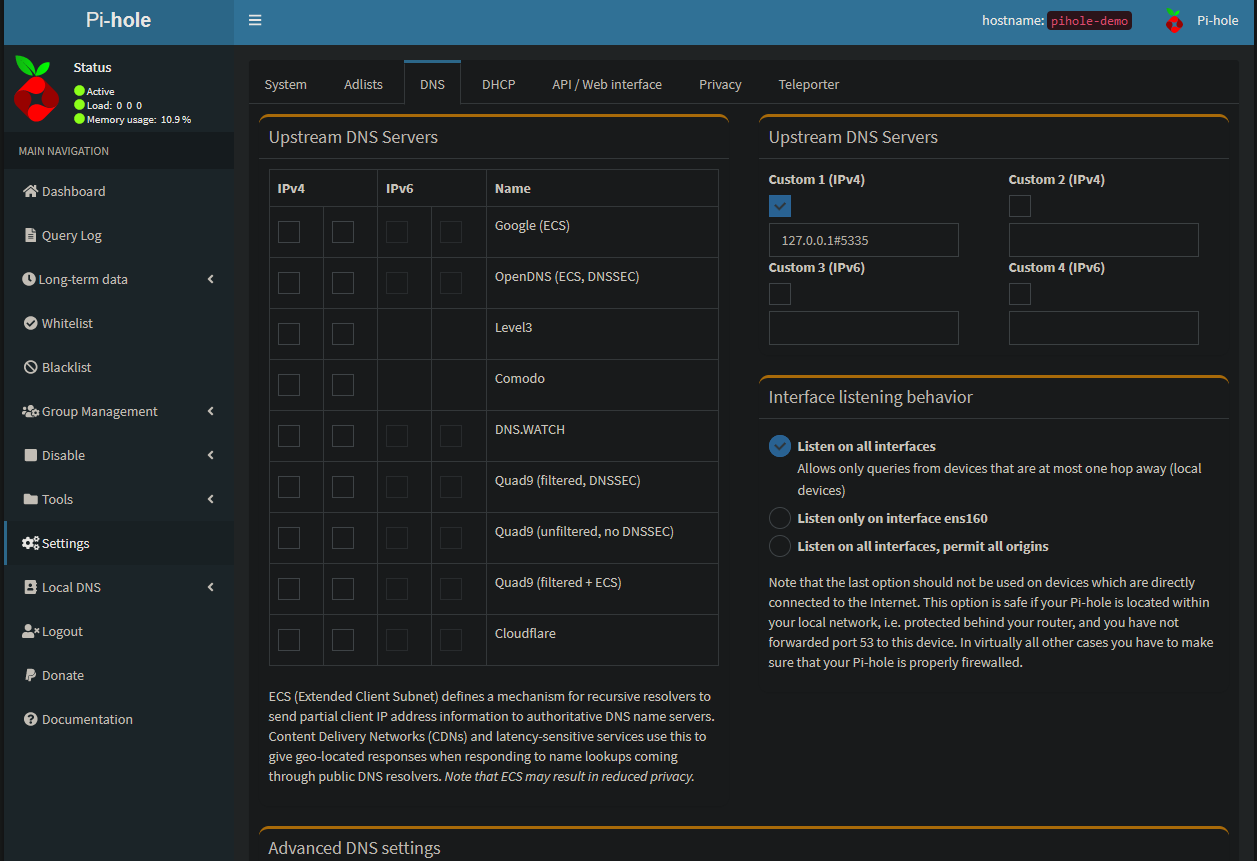 Pi-hole
hostname: pihole-demo
Pi-hole
Status
Active
Load: 0 0 0
Memory usage: 10.9 %
MAIN NAVIGATION
Dashboard
Query Log
Long-term data
Whitelist
Blacklist
Group Management
Disable
Tools
Settings
Local DNS
Logout
Donate
Documentation
System
Adlists
DNS
DHCP
API / Web interface
Privacy
Teleporter
Upstream DNS Servers
IPv4 IPv6 Name
Google (ECS)
OpenDNS (ECS, DNSSEC)
Level3
Comodo
DNS.WATCH
Quad9 (filtered, DNSSEC)
Quad9 (unfiltered, no DNSSEC)
Quad9 (filtered + ECS)
Cloudflare
ECS (Extended Client Subnet) defines a mechanism for recursive resolvers to
send partial client IP address information to authoritative DNS name servers.
Content Delivery Networks (CDNs) and latency-sensitive services use this to
give geo-located responses when responding to name lookups coming
through public DNS resolvers. Note that ECS may result in reduced privacy.
Upstream DNS Servers
Custom 1 (IPv4)
127.0.0.1#5335
Custom 2 (IPv4)
Custom 3 (IPv6)
Custom 4 (IPv6)
Interface listening behavior
Listen on all interfaces
Allows only queries from devices that are at most one hop away (local
devices)
Listen only on interface ens160
Listen on all interfaces, permit all origins
Note that the last option should not be used on devices which are directly
connected to the Internet. This option is safe if your Pi-hole is located within
your local network, i.e. protected behind your router, and you have not
forwarded port 53 to this device. In virtually all other cases you have to make
sure that your Pi-hole is properly firewalled.
Advanced DNS settings